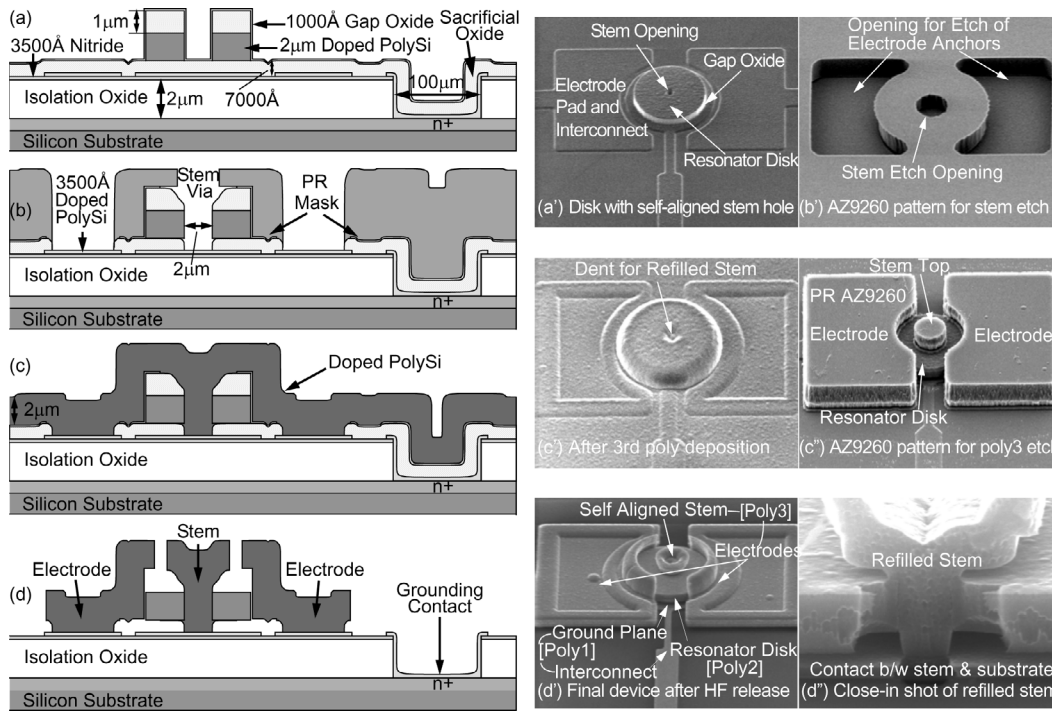 (a)
1µm
1000Å Gap Oxide
Sacrificial
Oxide
3500Å Nitride
2µm Doped PolySi
100µm
Isolation Oxide
2µm
7000Å
n+
Silicon Substrate
(b)
3500Å
Doped
PolySi
Stem
Via
PR
Mask
2µm
Isolation Oxide
n+
Silicon Substrate
(c)
Doped PolySi
2µm
Isolation Oxide
n+
Silicon Substrate
(d)
Stem
Electrode
Electrode
Grounding
Contact
Isolation Oxide
n+
Silicon Substrate
Stem Opening
Gap Oxide
Electrode
Pad and
Interconnect
Resonator Disk
(a') Disk with self-aligned stem hole
Opening for Etch of
Electrode Anchors
Stem Etch Opening
(b') AZ9260 pattern for stem etch
Dent for Refilled Stem
(c') After 3rd poly deposition
Stem Top
PR AZ9260
Electrode
Electrode
Resonator Disk
(c") AZ9260 pattern for poly3 etch
Self Aligned Stem
[Poly3]
Electrodes
Ground Plane
[Poly1]
Interconnect
Resonator Disk
[Poly2]
(d') Final device after HF release
Refilled Stem
Contact b/w stem & substrate
(d") Close-in shot of refilled stem